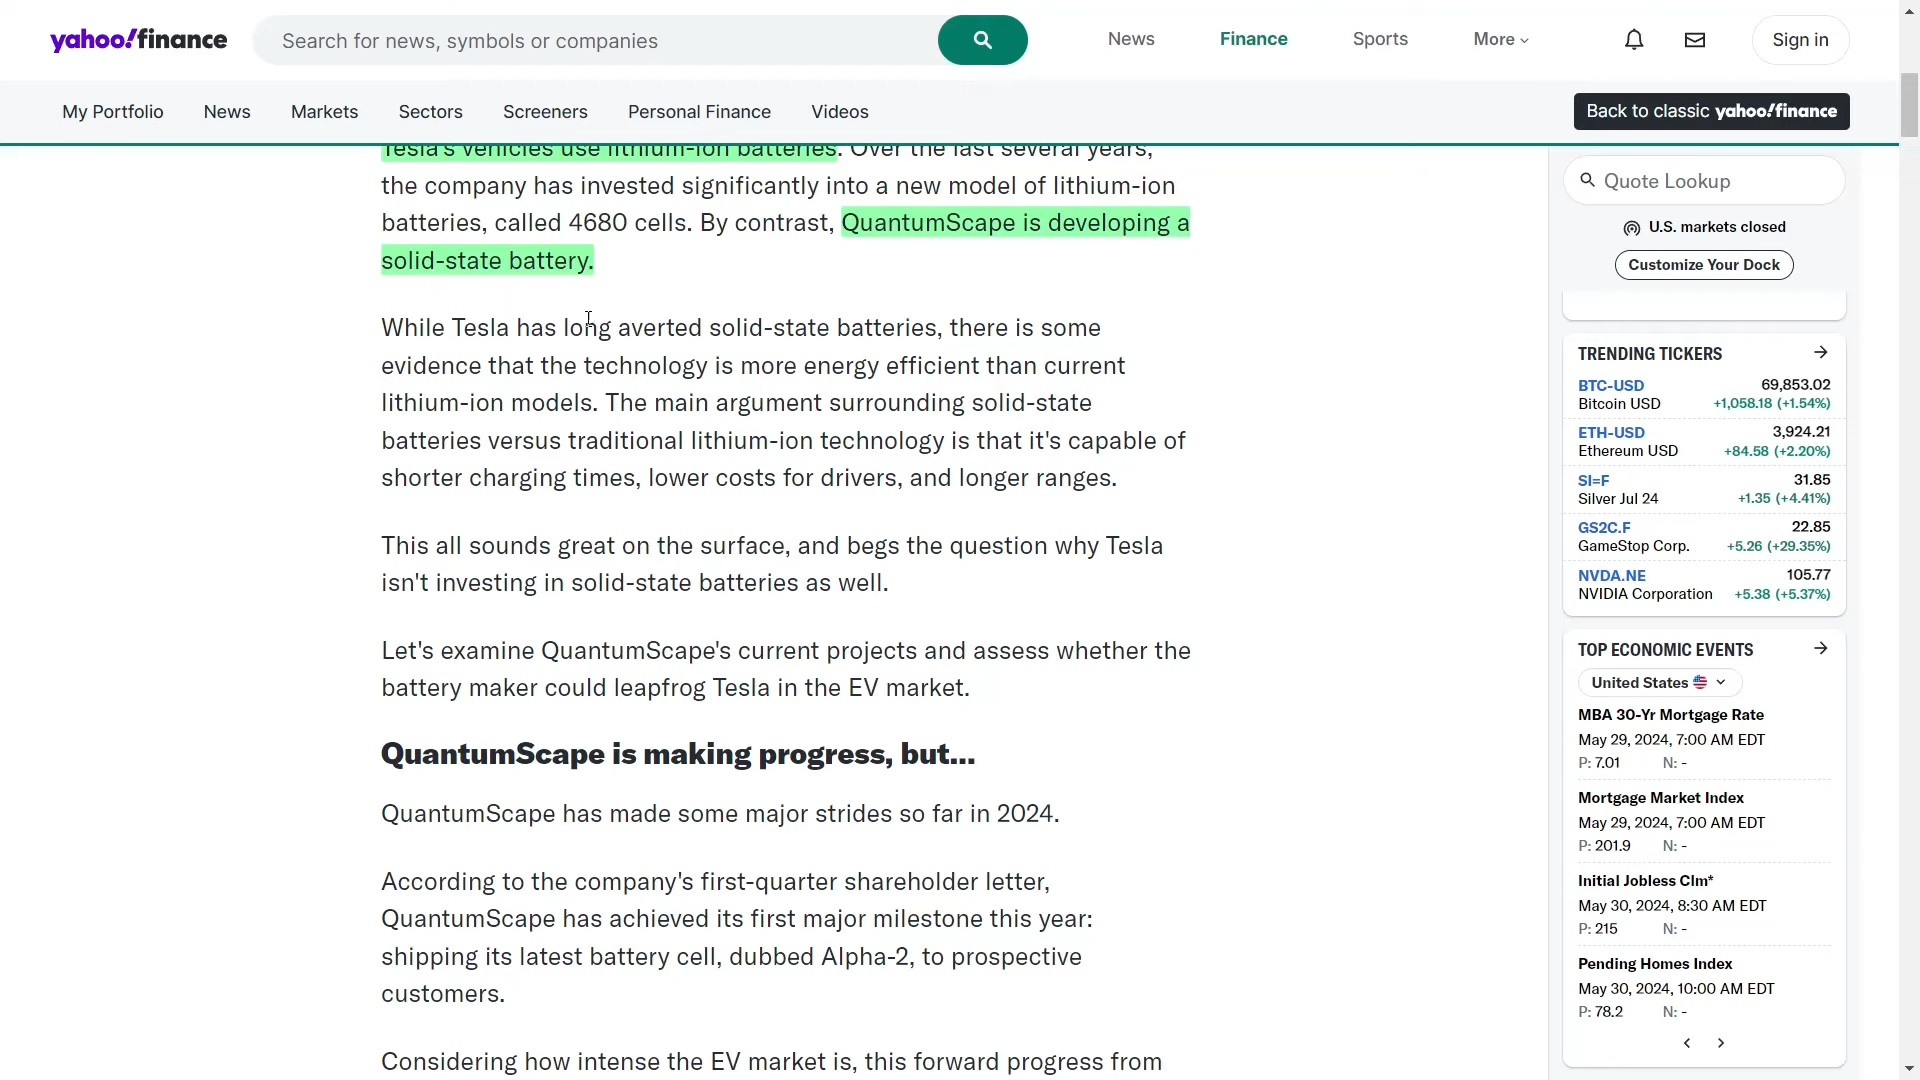 yahoo!finance
Search for news, symbols or companies
News
Finance
Sports
More
Sign in
My Portfolio
News
Markets
Sectors
Screeners
Personal Finance
Videos
Back to classic yahoo!finance
Tesla's vehicles use lithium-ion batteries. Over the last several years,
the company has invested significantly into a new model of lithium-ion
batteries, called 4680 cells. By contrast, QuantumScape is developing a
solid-state battery.
While Tesla has long averted solid-state batteries, there is some
evidence that the technology is more energy efficient than current
lithium-ion models. The main argument surrounding solid-state
batteries versus traditional lithium-ion technology is that it's capable of
shorter charging times, lower costs for drivers, and longer ranges.
This all sounds great on the surface, and begs the question why Tesla
isn't investing in solid-state batteries as well.
Let's examine QuantumScape's current projects and assess whether the
battery maker could leapfrog Tesla in the EV market.
QuantumScape is making progress, but...
QuantumScape has made some major strides so far in 2024.
According to the company's first-quarter shareholder letter,
QuantumScape has achieved its first major milestone this year:
shipping its latest battery cell, dubbed Alpha-2, to prospective
customers.
Considering how intense the EV market is, this forward progress from
Quote Lookup
U.S. markets closed
Customize Your Dock
TRENDING TICKERS
BTC-USD 69,853.02
Bitcoin USD +1,058.18 (+1.54%)
ETH-USD 3,924.21
Ethereum USD +84.58 (+2.20%)
SI=F 31.85
Silver Jul 24 +1.35 (+4.41%)
GS2C.F 22.85
GameStop Corp. +5.26 (+29.35%)
NVDA.NE 105.77
NVIDIA Corporation +5.38 (+5.37%)
TOP ECONOMIC EVENTS
United States
MBA 30-Yr Mortgage Rate
May 29, 2024, 7:00 AM EDT
P: 7.01 N: -
Mortgage Market Index
May 29, 2024, 7:00 AM EDT
P: 201.9 N: -
Initial Jobless Clm*
May 30, 2024, 8:30 AM EDT
P: 215 N: -
Pending Homes Index
May 30, 2024, 10:00 AM EDT
P: 78.2 N: -